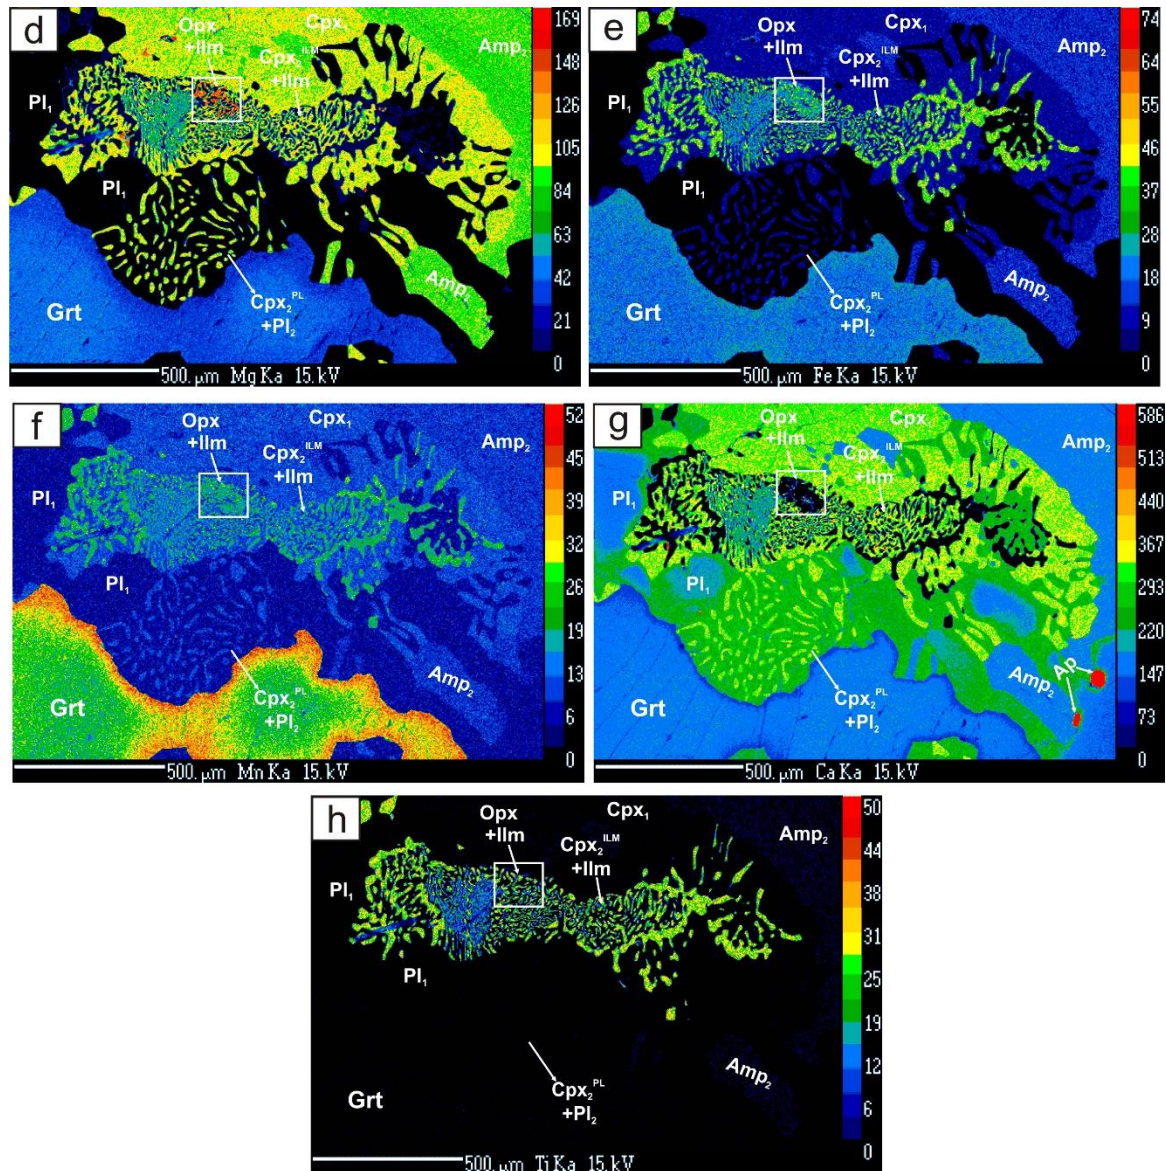 d
Opx
+Ilm
Cpx₂ᴵᴸᴹ
+Ilm
Cpx₁
Amp₂
Pl₁
Pl₁
Grt
Cpx₂ᴾᴸ
+Pl₂
Amp₂
500. μm Mg Ka 15. kV
169
148
126
105
84
63
42
21
0
e
Opx
+Ilm
Cpx₂ᴵᴸᴹ
+Ilm
Cpx₁
Amp₂
Pl₁
Pl₁
Grt
Cpx₂ᴾᴸ
+Pl₂
Amp₂
500. μm Fe Ka 15. kV
74
64
55
46
37
28
18
9
0
f
Opx
+Ilm
Cpx₂ᴵᴸᴹ
+Ilm
Cpx₁
Amp₂
Pl₁
Pl₁
Grt
Cpx₂ᴾᴸ
+Pl₂
Amp₂
500. μm Mn Ka 15. kV
52
45
39
32
26
19
13
6
0
g
Opx
+Ilm
Cpx₂ᴵᴸᴹ
+Ilm
Cpx₁
Amp₂
Pl₁
Pl₁
Grt
Cpx₂ᴾᴸ
+Pl₂
Amp₂
Ap
500. μm Ca Ka 15. kV
586
513
440
367
293
220
147
73
0
h
Opx
+Ilm
Cpx₂ᴵᴸᴹ
+Ilm
Cpx₁
Amp₂
Pl₁
Pl₁
Grt
Cpx₂ᴾᴸ
+Pl₂
Amp₂
500. μm Ti Ka 15. kV
50
44
38
31
25
19
12
6
0